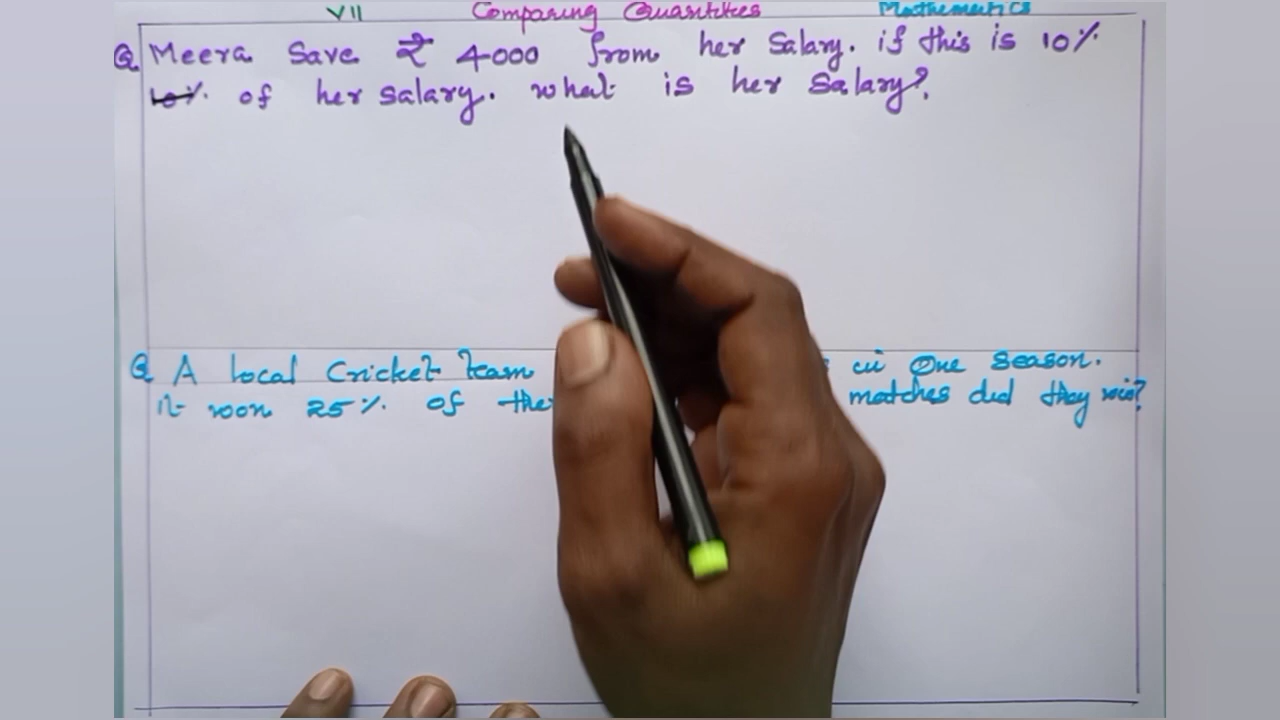 VII Comparing Quantities Mathematics
Q Meera Save ₹ 4000 from her Salary. if this is 10%
10% of her salary. what is her salary?
Q A local Cricket team in One Season.
it won 25% of the matches did they win?